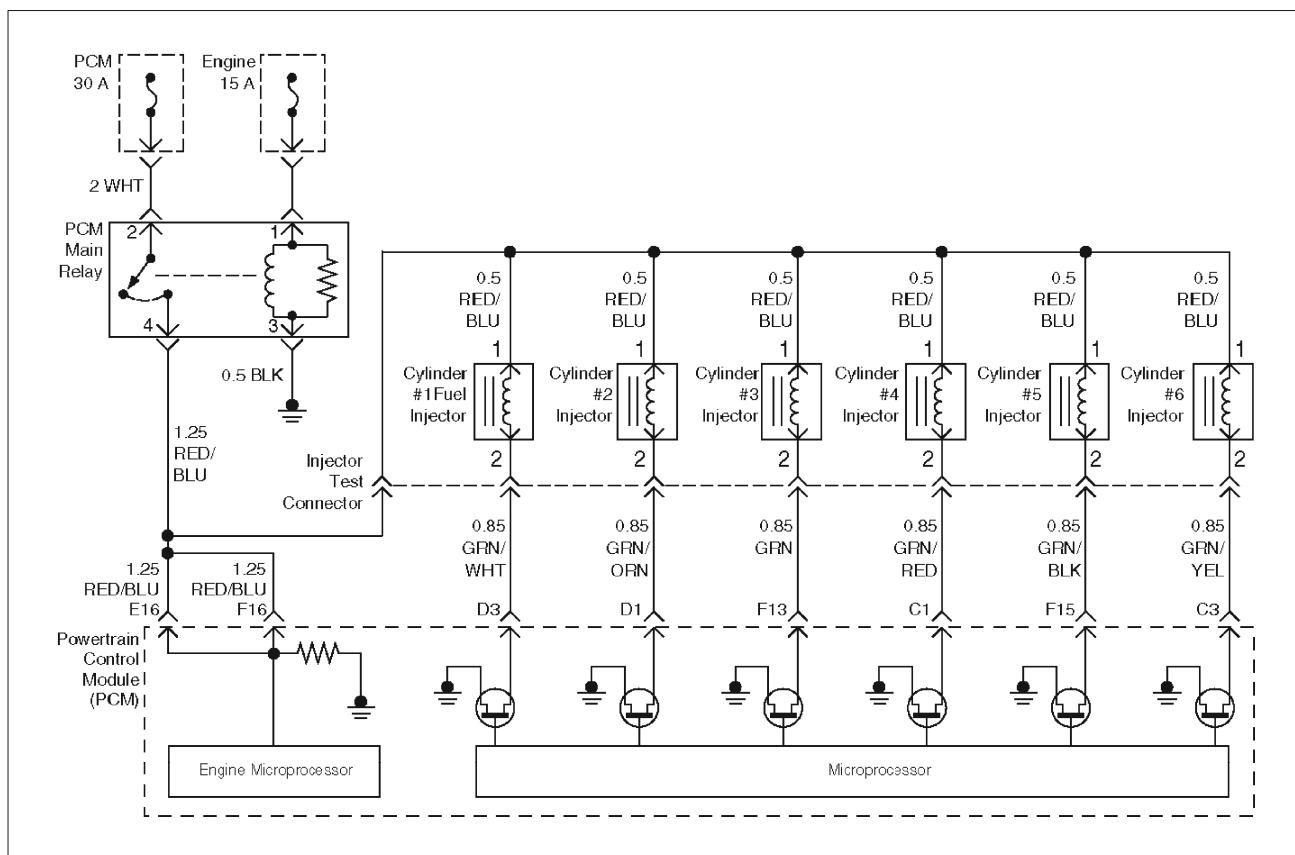 PCM
30 A
Engine
15 A
2 WHT
PCM
Main
Relay
2
1
4
3
0.5 BLK
1.25
RED/
BLU
0.5
RED/
BLU
0.5
RED/
BLU
0.5
RED/
BLU
0.5
RED/
BLU
0.5
RED/
BLU
0.5
RED/
BLU
1
1
1
1
1
1
Cylinder
#1Fuel
Injector
Cylinder
#2
Injector
Cylinder
#3
Injector
Cylinder
#4
Injector
Cylinder
#5
Injector
Cylinder
#6
Injector
2
2
2
2
2
2
Injector
Test
Connector
0.85
GRN/
WHT
0.85
GRN/
ORN
0.85
GRN
0.85
GRN/
RED
0.85
GRN/
BLK
0.85
GRN/
YEL
1.25
RED/BLU
E16
1.25
RED/BLU
F16
D3
D1
F13
C1
F15
C3
Powertrain
Control
Module
(PCM)
Engine Microprocessor
Microprocessor